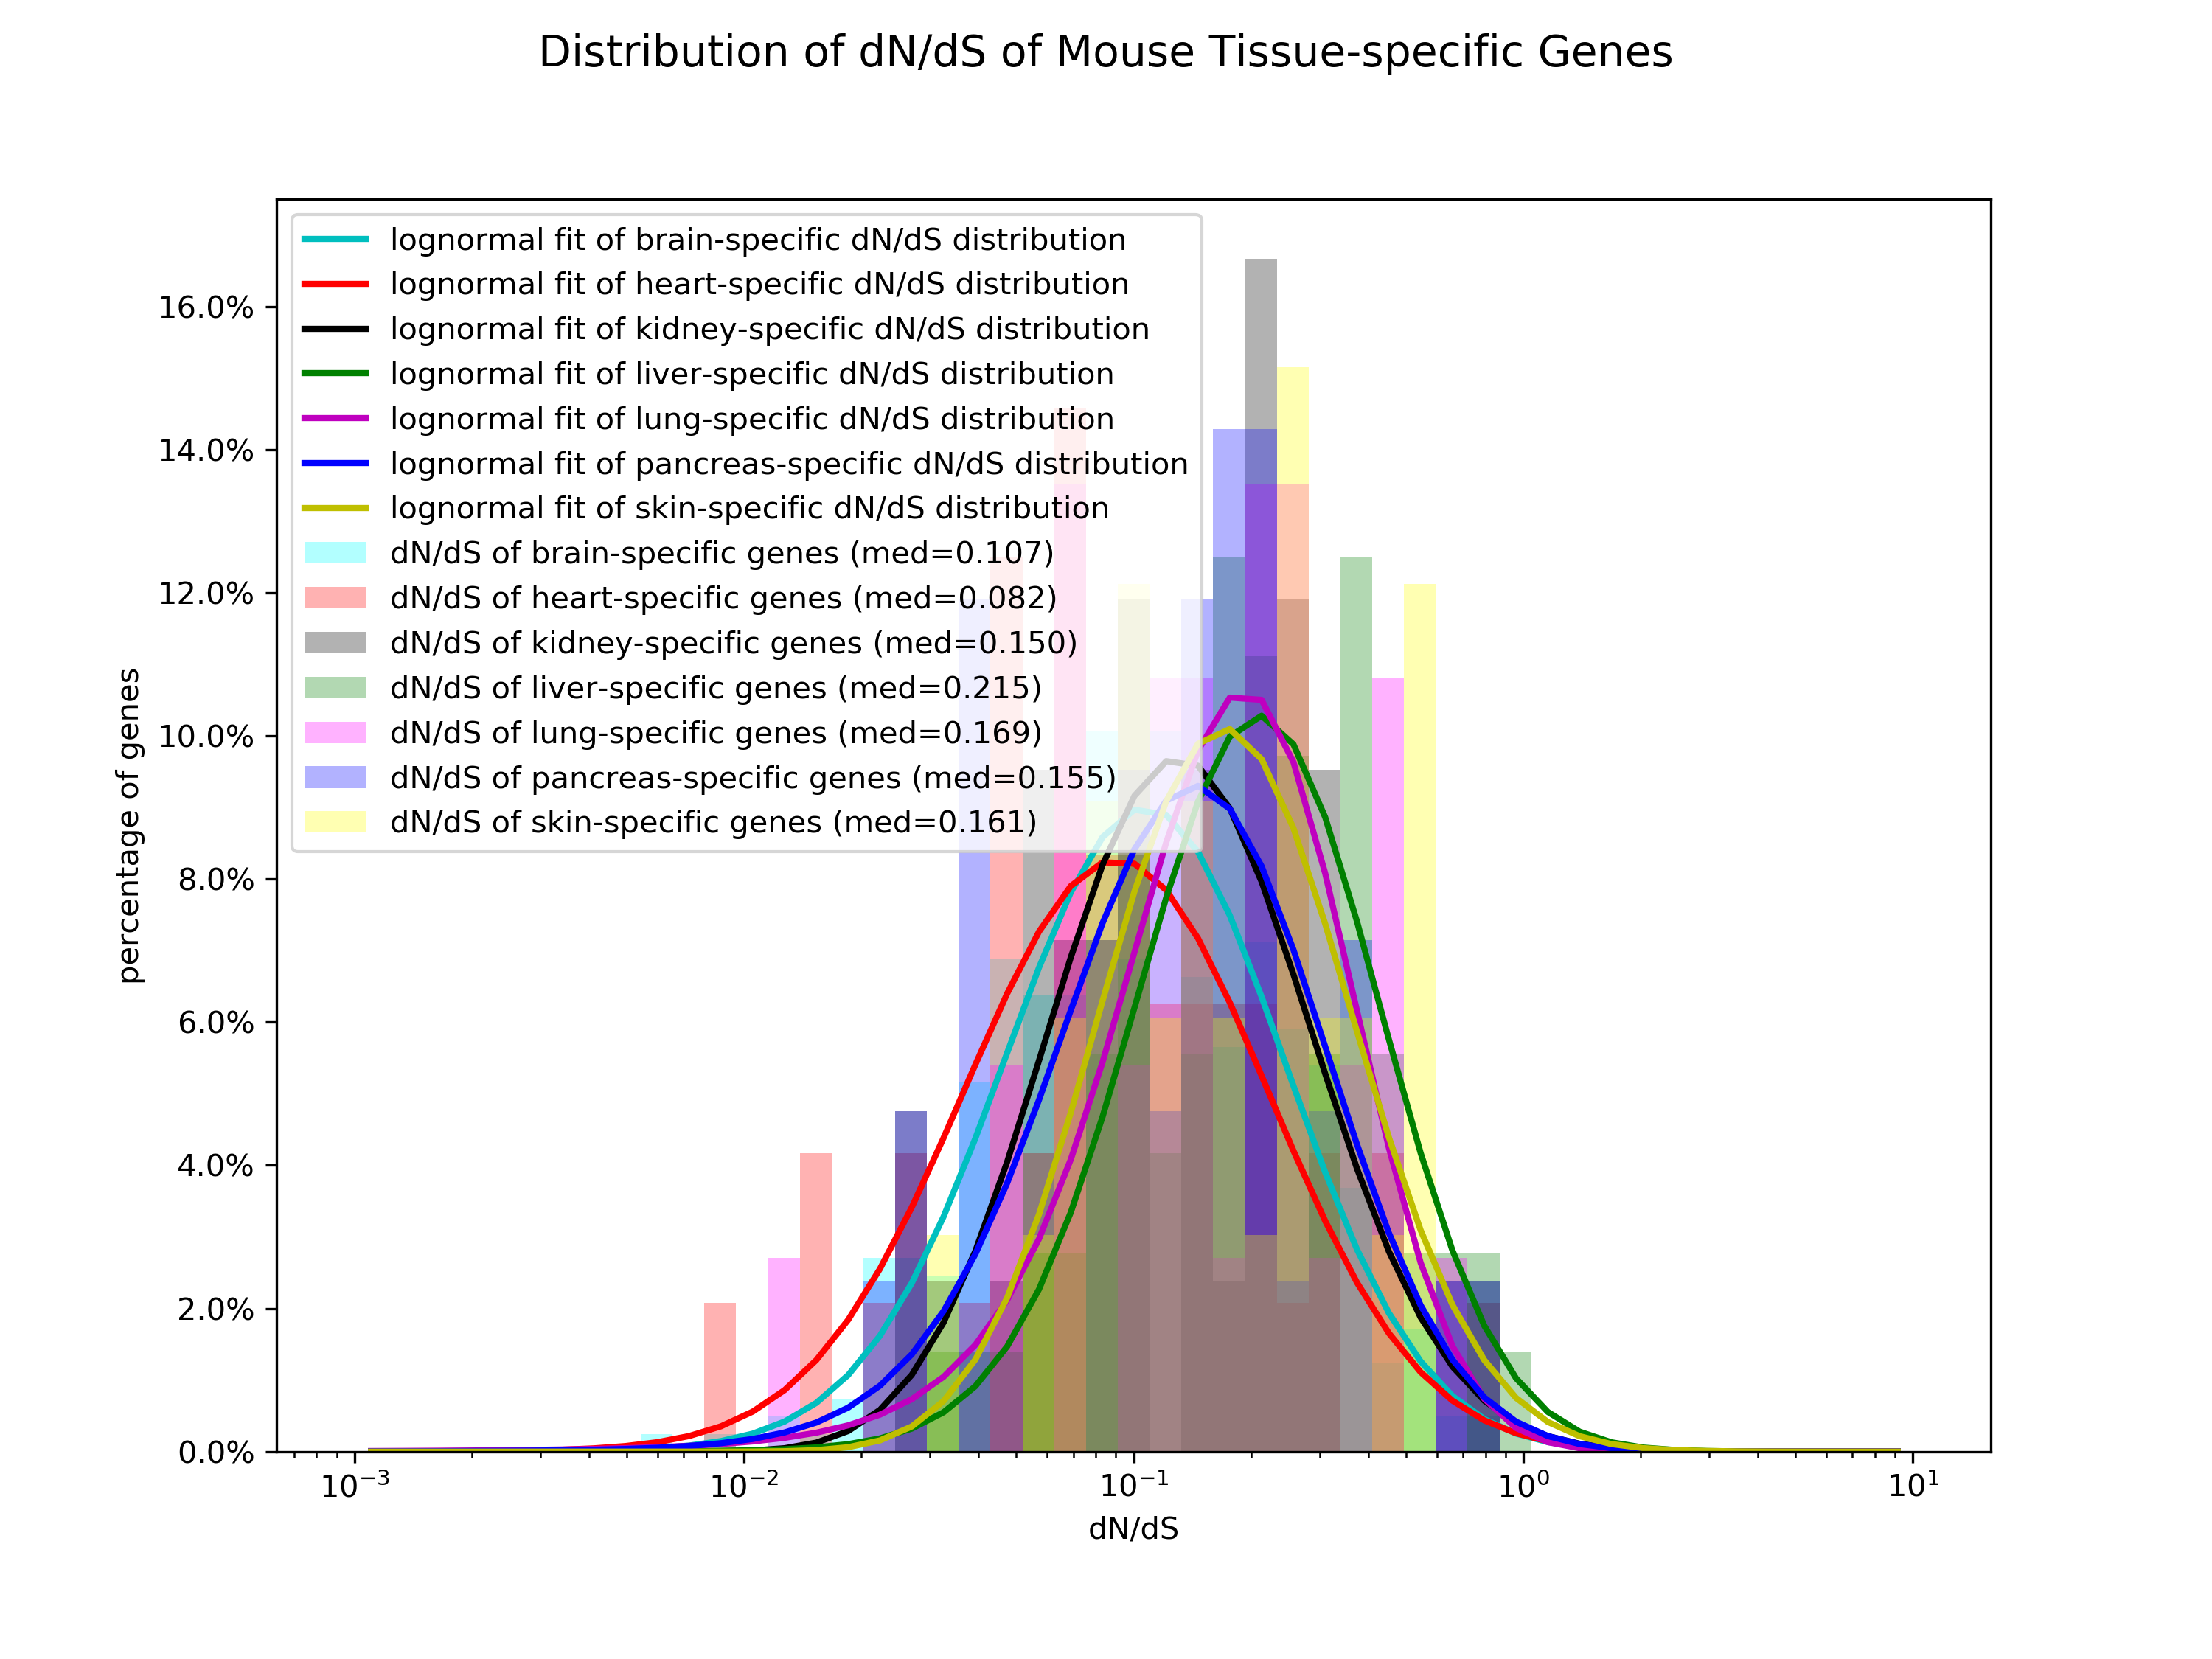 Distribution of dN/dS of Mouse Tissue-specific Genes
lognormal fit of brain-specific dN/dS distribution
lognormal fit of heart-specific dN/dS distribution
lognormal fit of kidney-specific dN/dS distribution
lognormal fit of liver-specific dN/dS distribution
lognormal fit of lung-specific dN/dS distribution
lognormal fit of pancreas-specific dN/dS distribution
lognormal fit of skin-specific dN/dS distribution
dN/dS of brain-specific genes (med=0.107)
dN/dS of heart-specific genes (med=0.082)
dN/dS of kidney-specific genes (med=0.150)
dN/dS of liver-specific genes (med=0.215)
dN/dS of lung-specific genes (med=0.169)
dN/dS of pancreas-specific genes (med=0.155)
dN/dS of skin-specific genes (med=0.161)
percentage of genes
16.0%
14.0%
12.0%
10.0%
8.0%
6.0%
4.0%
2.0%
0.0%
10⁻³ 10⁻² 10⁻¹ 10⁰ 10¹
dN/dS